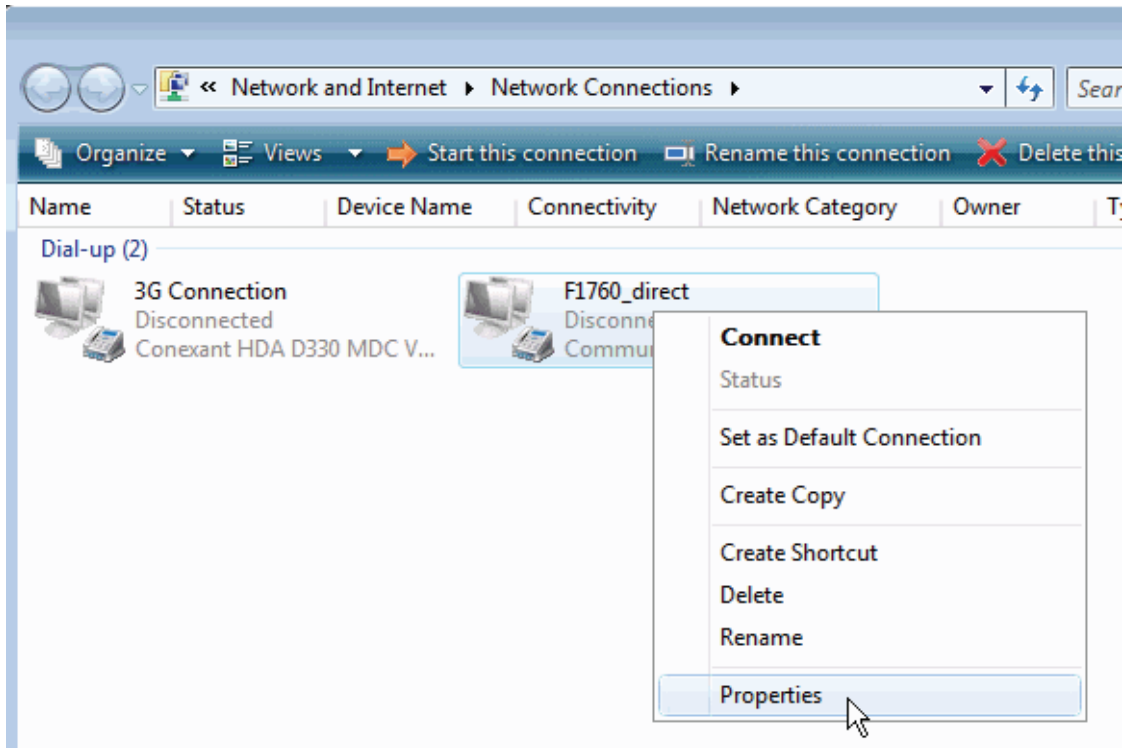 « Network and Internet ▸ Network Connections ▸ Sear
Organize Views Start this connection Rename this connection Delete this
Name Status Device Name Connectivity Network Category Owner
Dial-up (2)
3G Connection
Disconnected
Conexant HDA D330 MDC V...
F1760_direct
Disconne
Commun
Connect
Status
Set as Default Connection
Create Copy
Create Shortcut
Delete
Rename
Properties